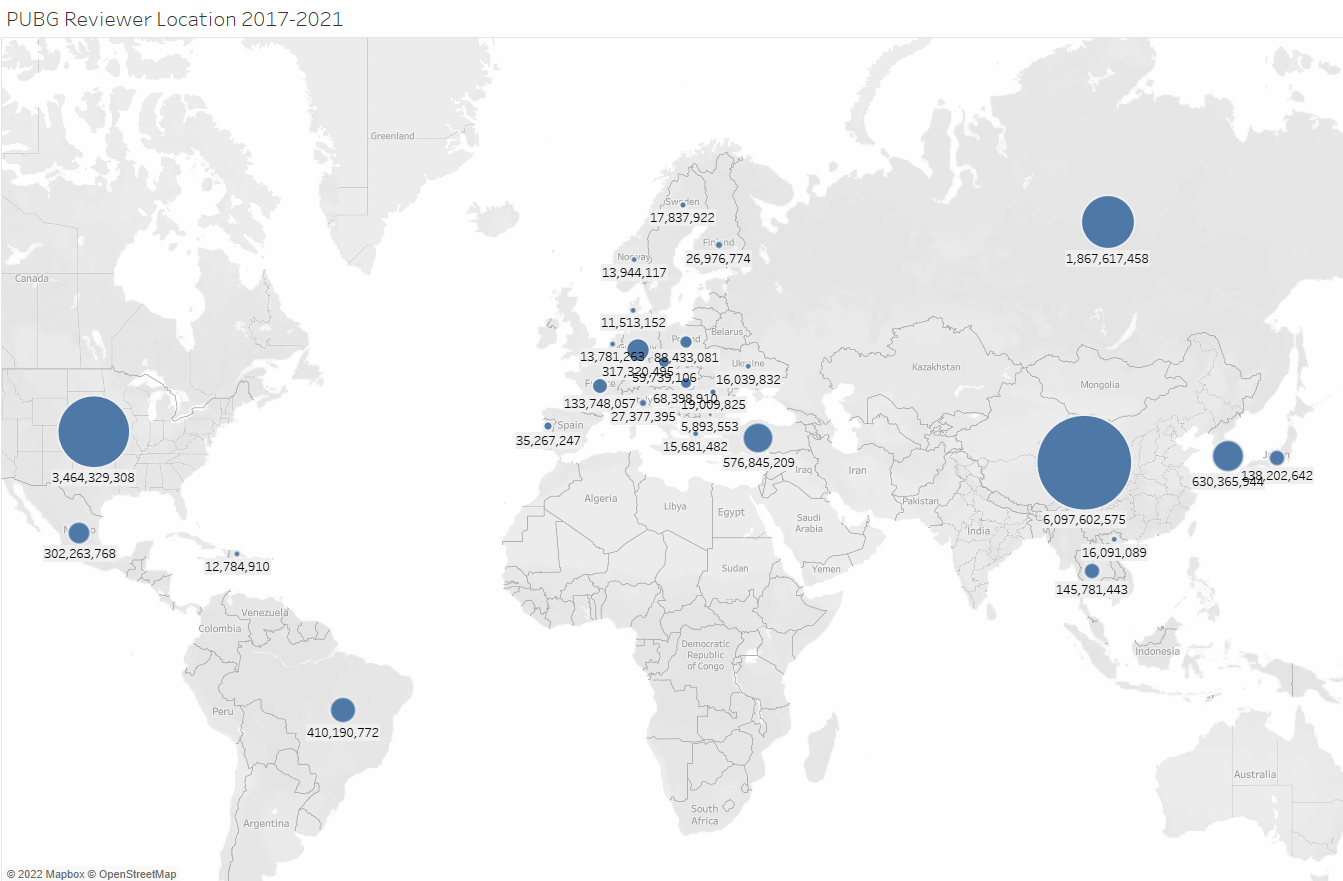 PUBG Reviewer Location 2017-2021
Greenland
Sweden
17,837,922
1,867,617,458
Finland
26,976,774
Norway
13,944,117
Canada
11,513,152
Belarus
13,781,263
88,433,081
317,320,495
59,739,106
Ukraine
16,039,832
Kazakhstan
Mongolia
133,748,057
68,398,910
19,009,825
27,377,395
Spain
5,893,553
35,267,247
15,681,482
576,845,209
3,464,329,308
Iraq
Iran
630,365,944
138,202,642
Algeria
Libya
Egypt
Saudi
Arabia
Pakistan
India
6,097,602,575
302,263,768
12,784,910
16,091,089
Sudan
Yemen
145,781,443
Venezuela
Colombia
Democratic
Republic
of Congo
Indonesia
Peru
410,190,772
Australia
Argentina
South
Africa
© 2022 Mapbox © OpenStreetMap